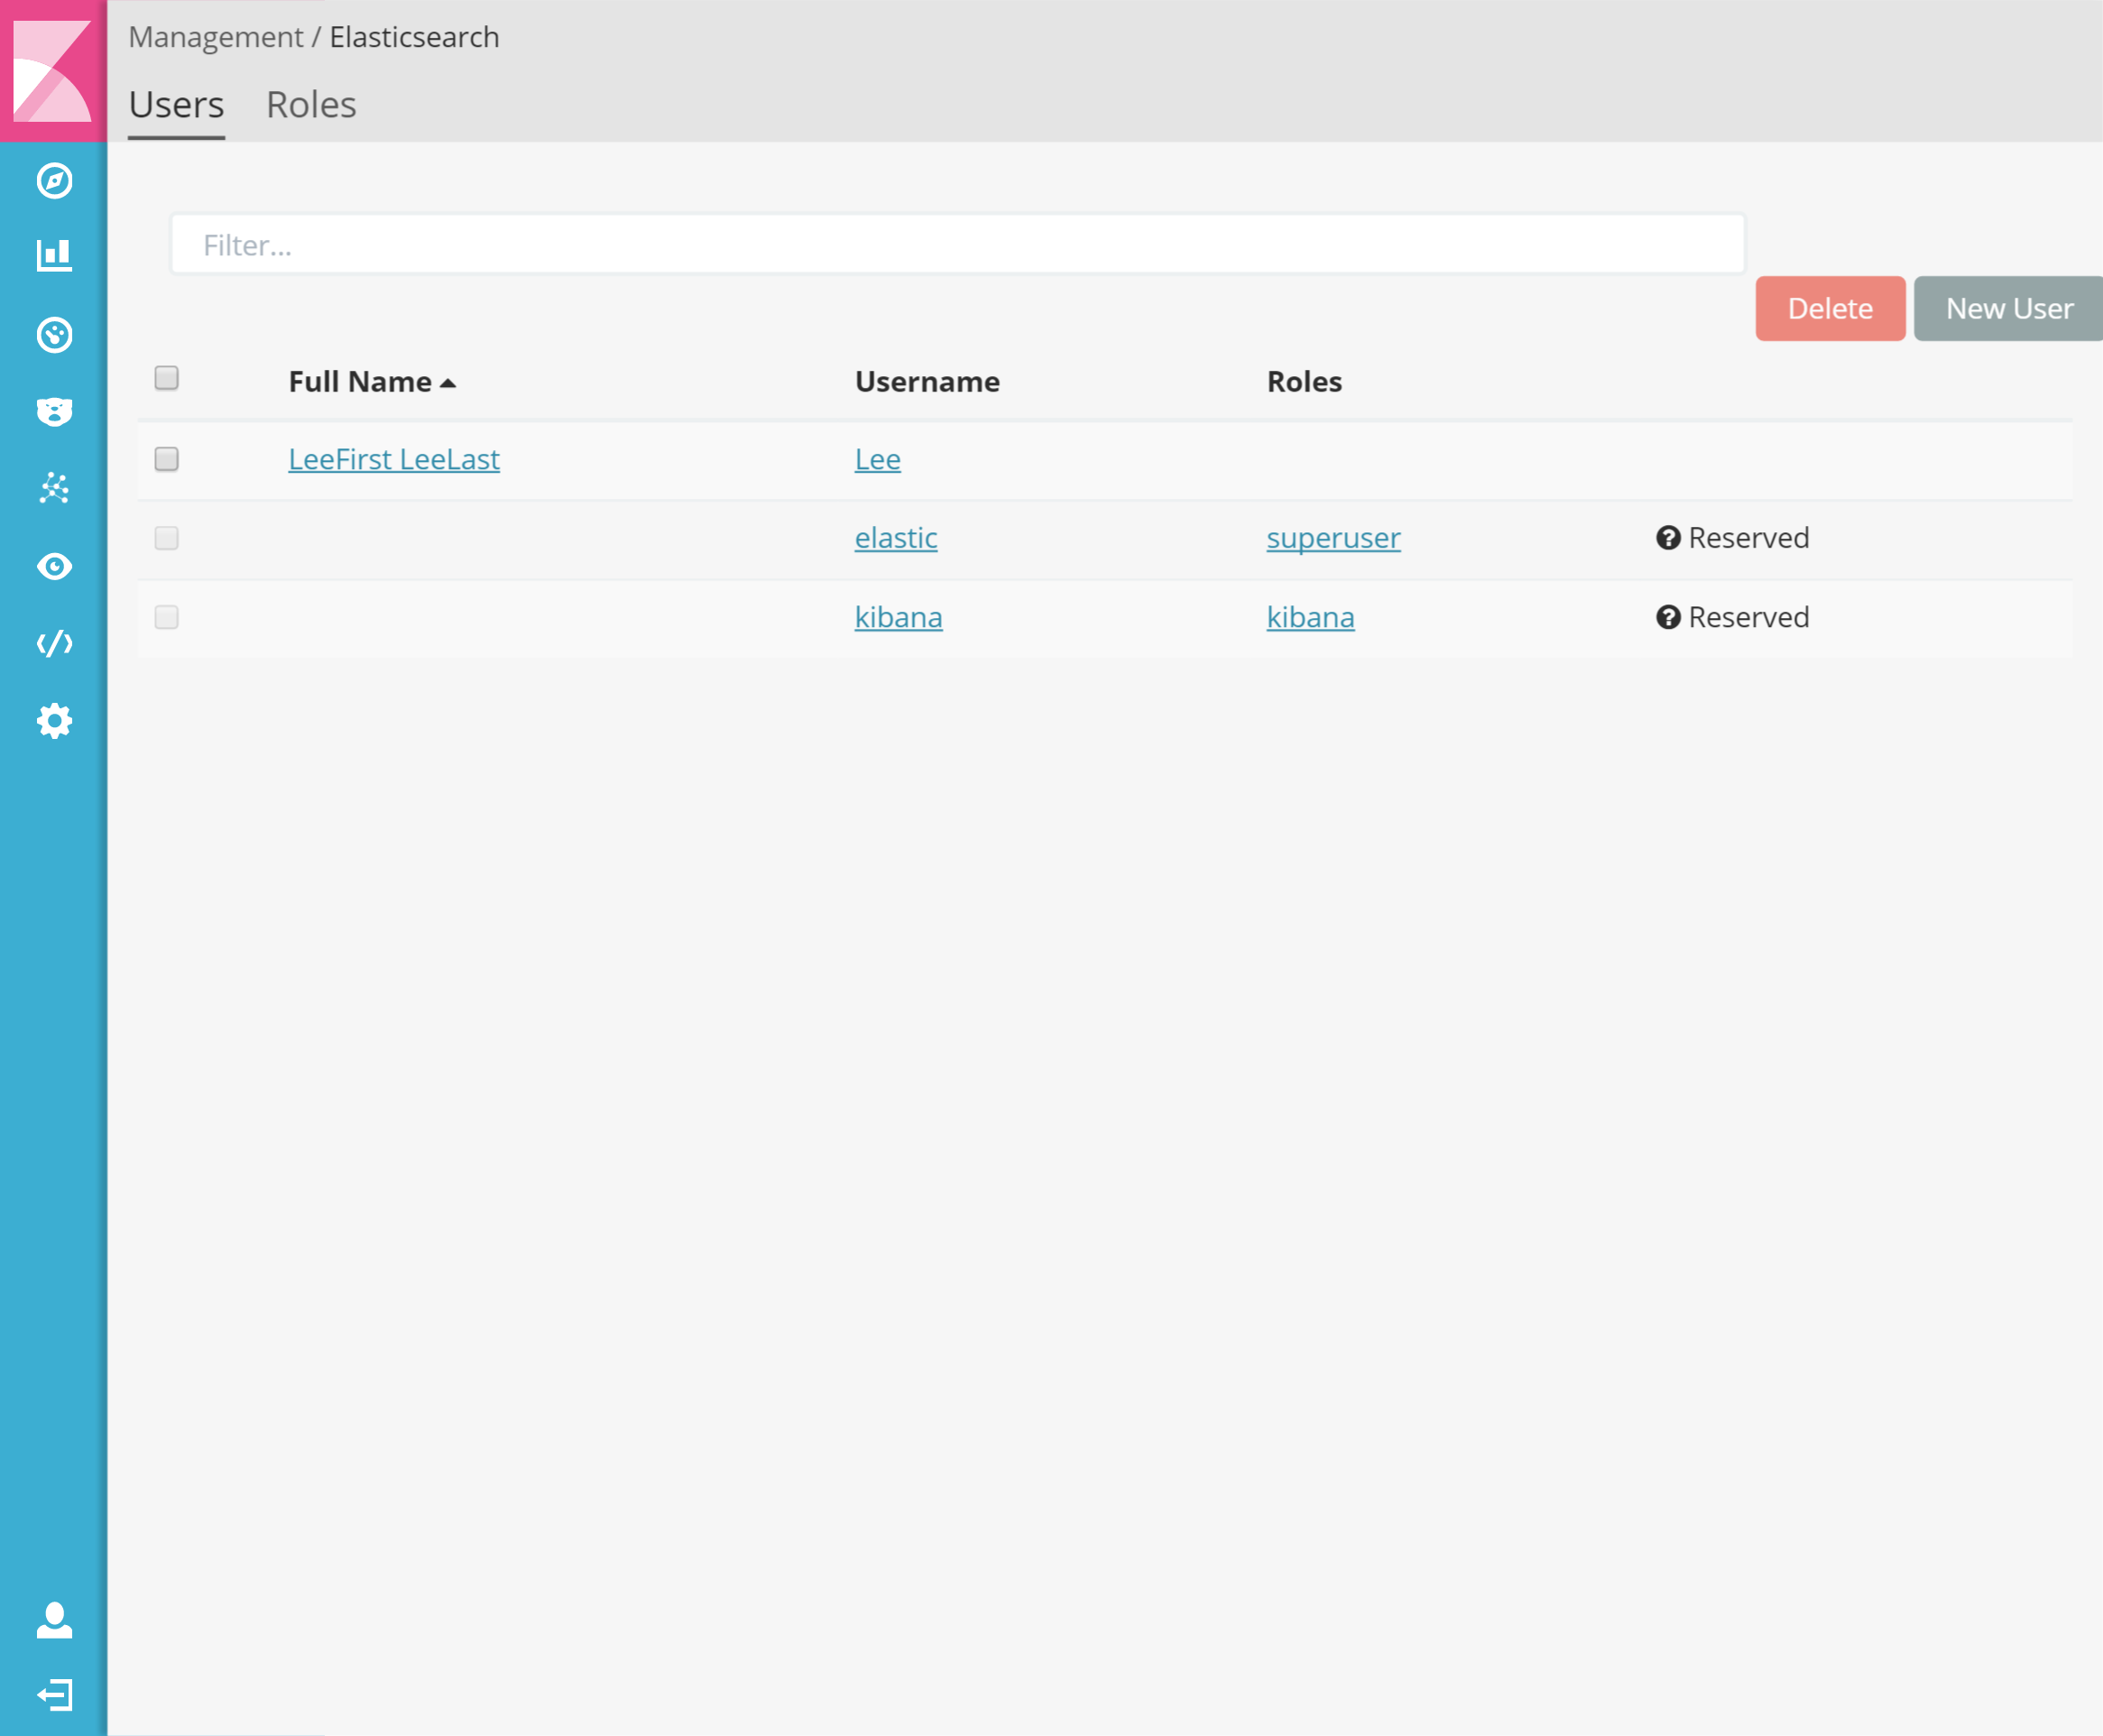 Management / Elasticsearch
Users Roles
Filter...
Delete New User
Full Name Username Roles
LeeFirst LeeLast Lee
elastic superuser Reserved
kibana kibana Reserved